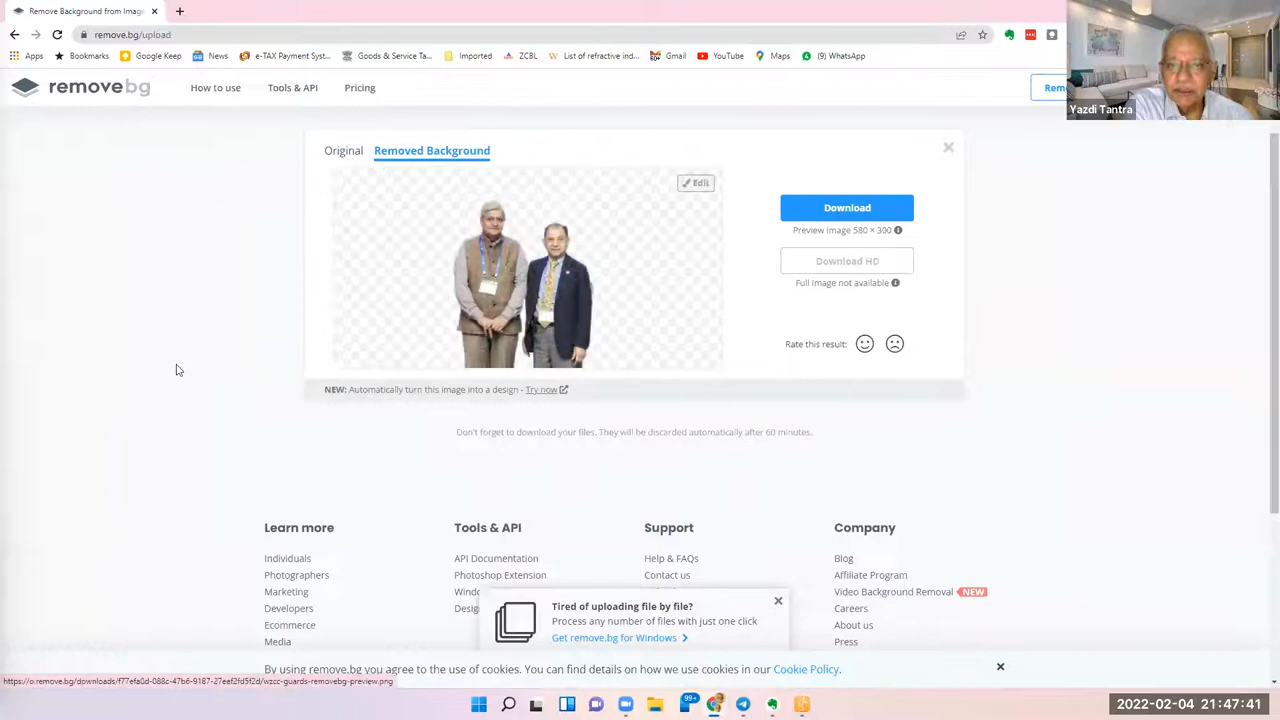 Remove Background from Image
remove.bg/upload
Apps Bookmarks Google Keep News e-TAX Payment Syst... Goods & Service Ta... Imported ZCBL List of refractive ind... Gmail YouTube Maps (9) WhatsApp
removebg How to use Tools & API Pricing
Yazdi Tantra
Original Removed Background
Edit
Download
Preview Image 580 × 300
Download HD
Full Image not available
Rate this result:
NEW: Automatically turn this image into a design - Try now
Don't forget to download your files. They will be discarded automatically after 60 minutes.
Learn more Tools & API Support Company
Individuals API Documentation Help & FAQs Blog
Photographers Photoshop Extension Contact us Affiliate Program
Marketing Video Background Removal NEW
Developers Careers
Ecommerce About us
Media Press
Tired of uploading file by file?
Process any number of files with just one click
Get remove.bg for Windows
By using remove.bg you agree to the use of cookies. You can find details on how we use cookies in our Cookie Policy.
99+
2022-02-04 21:47:41